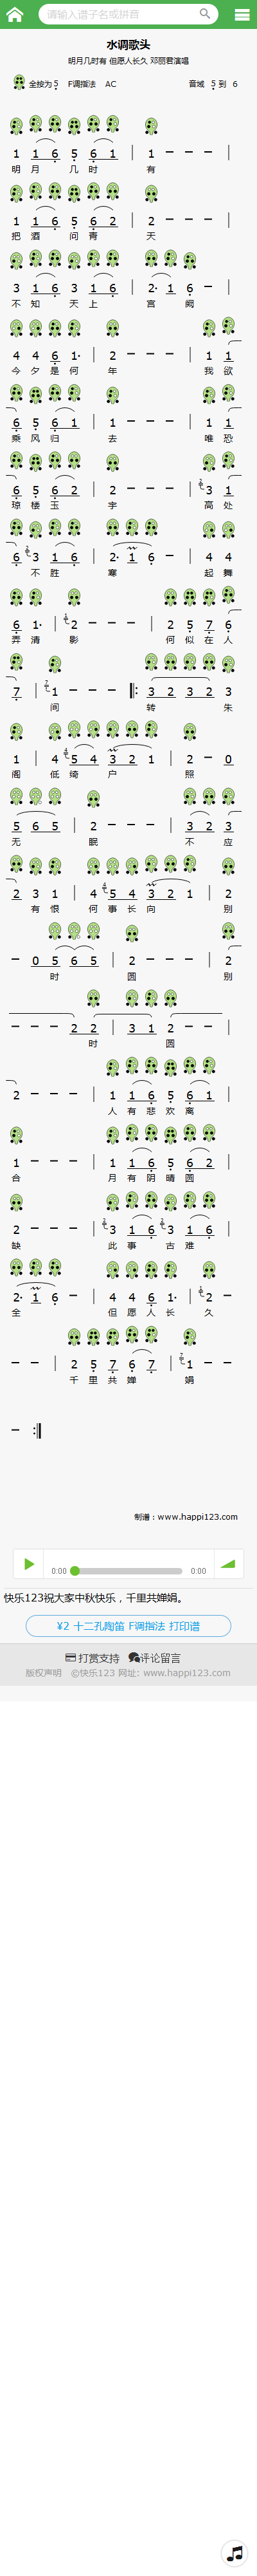 请输入谱子名或拼音
水调歌头
明月几时有 但愿人长久 邓丽君演唱
全按为 5 F调指法 AC 音域 5 到 6
1 1 6 5 6 1 | 1 - - - |
明 月 几 时 有
1 1 6 5 6 2 | 2 - - - |
把 酒 问 青 天
3 1 6 3 1 6 | 2· 1 6 - |
不 知 天 上 宫 阙
4 4 6 1· | 2 - - - | 1 1
今 夕 是 何 年 我 欲
6 5 6 1 | 1 - - - | 1 1
乘 风 归 去 唯 恐
6 5 6 2 | 2 - - - | 3 1
琼 楼 玉 宇 高 处
6 3 1 6 | 2· 1 6 - | 4 4
不 胜 寒 起 舞
6 1· | 2 - - - | 2 5 7 6
弄 清 影 何 似 在 人
7 | 1 - - - ‖: 3 2 3 2 3
间 转 朱
1 | 4 5 4 3 2 1 | 2 - 0
阁 低 绮 户 照
5 6 5 | 2 - - - | 3 2 3
无 眠 不 应
2 3 1 | 4 5 4 3 2 1 | 2
有 恨 何 事 长 向 别
- 0 5 6 5 | 2 - - - | 2
时 圆 别
- - - 2 2 | 3 1 2 - - |
时 圆
2 - - - | 1 1 6 5 6 1 |
人 有 悲 欢 离
1 - - - | 1 1 6 5 6 2 |
合 月 有 阴 晴 圆
2 - - - | 3 1 6 3 1 6 |
缺 此 事 古 难
2· 1 6 - | 4 4 6 1· | 2 -
全 但 愿 人 长 久
- - | 2 5 7 6 7 | 1 - -
千 里 共 婵 娟
- :‖
制谱：www.happi123.com
0:00 0:00
快乐123祝大家中秋快乐，千里共婵娟。
¥2 十二孔陶笛 F调指法 打印谱
打赏支持 评论留言
版权声明 ©快乐123 网址: www.happi123.com